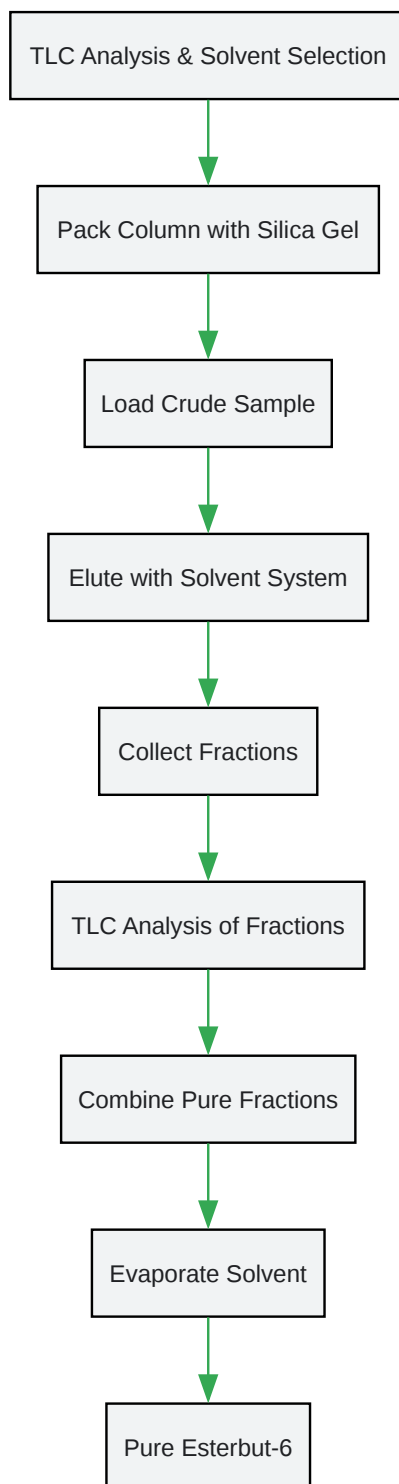 TLC Analysis & Solvent Selection
Pack Column with Silica Gel
Load Crude Sample
Elute with Solvent System
Collect Fractions
TLC Analysis of Fractions
Combine Pure Fractions
Evaporate Solvent
Pure Esterbut-6